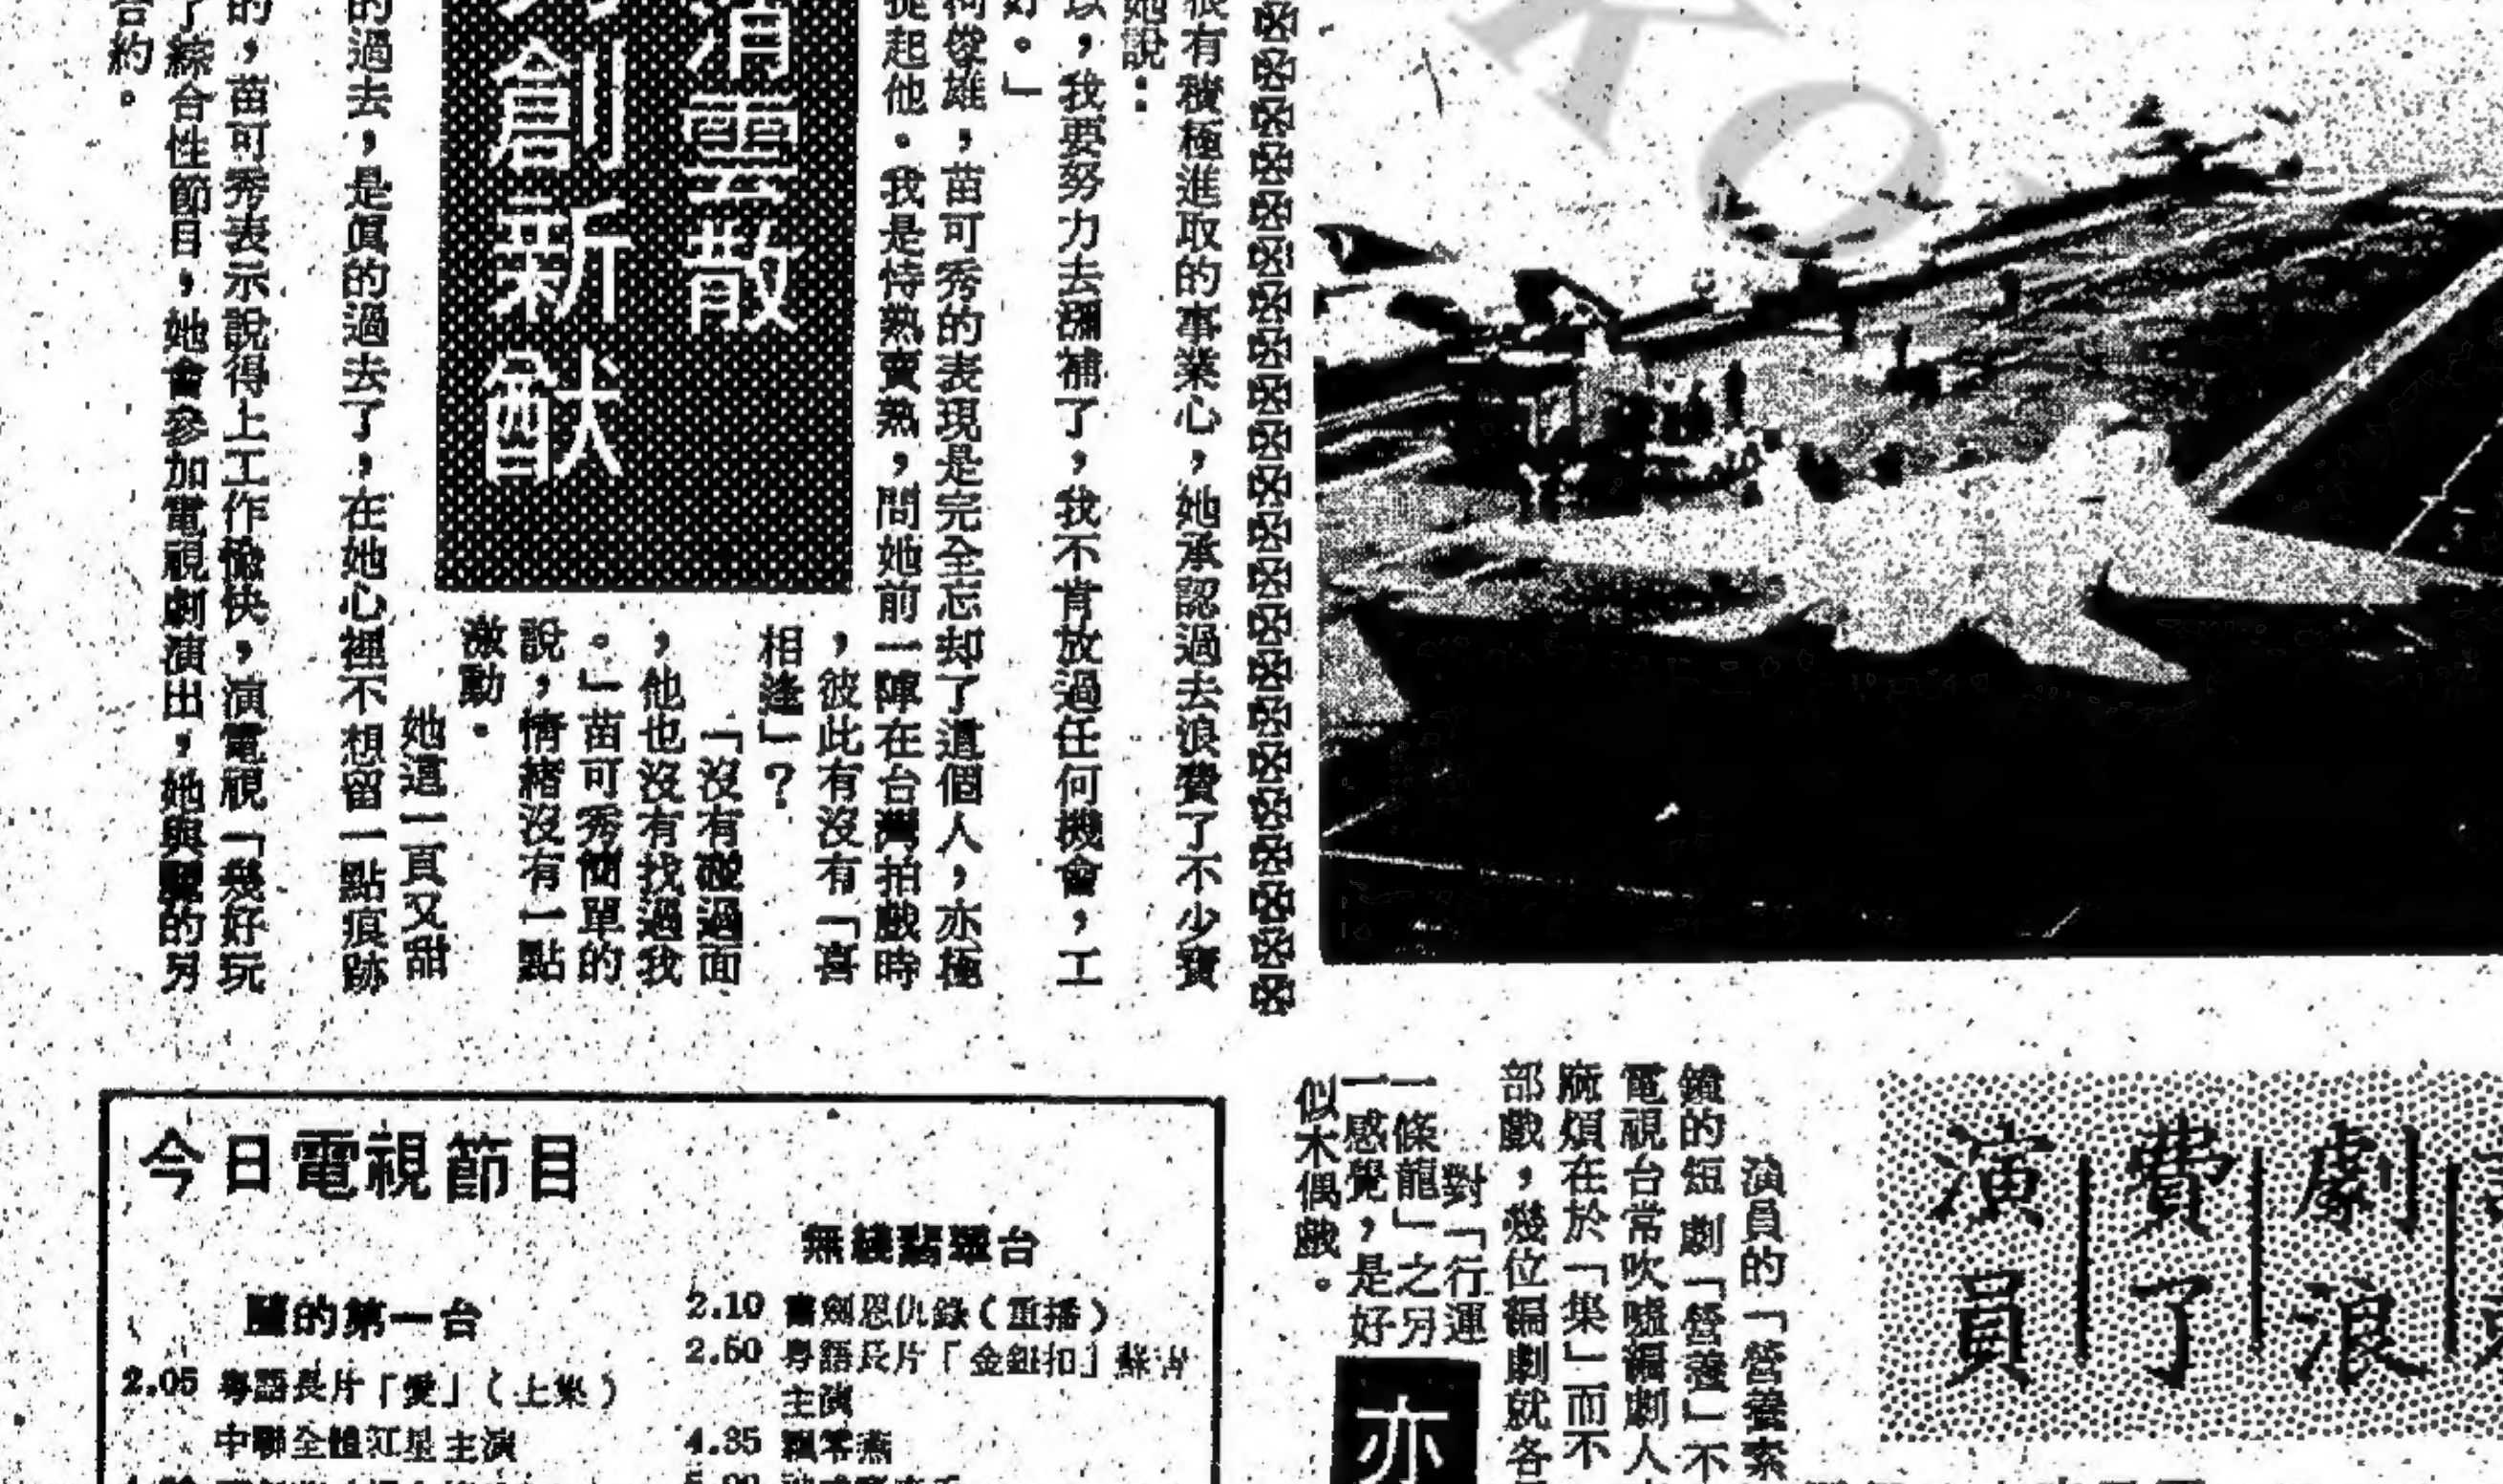 很有積極進取的事業心，她承認過去浪費了不少寶
她說：
以，我要努力去彌補了，我不肯放過任何機會，工
好。」
柯俊雄，苗可秀的表現是完全忘却了這個人，亦極
提起他。我是恃熟賣熟，問她前一陣在台灣拍戲時
，彼此有沒有「喜
相逢」？
「沒有碰過面
，他也沒有找過我
。」苗可秀簡單的
說，情緒沒有一點
激動。
她這一頁又甜
清雲散
創新猷
的過去，是真的過去了，在她心裡不想留一點痕跡
的，苗可秀表示說得上工作愉快，演電視「幾好玩
了綜合性節目，她會參加電視劇演出，她與麗的另
合約。
KO
劇浪
費了
演員
演員的「營養素
鐘的短劇「營養」不
電視台常吹噓編劇人
麻煩在於「集」而不
部戲，幾位編劇就各
對「行運
一條龍」之另
一感覺，是好
似木偶戲。
亦
今日電視節目
無綫翡翠台
2.10 書劍恩仇錄（重播）
2.50 粵語長片「金鈕扣」
主演
4.35 飄零燕
麗的第一台
2.05 粵語長片「愛」（上集）
中聯全體紅星主演